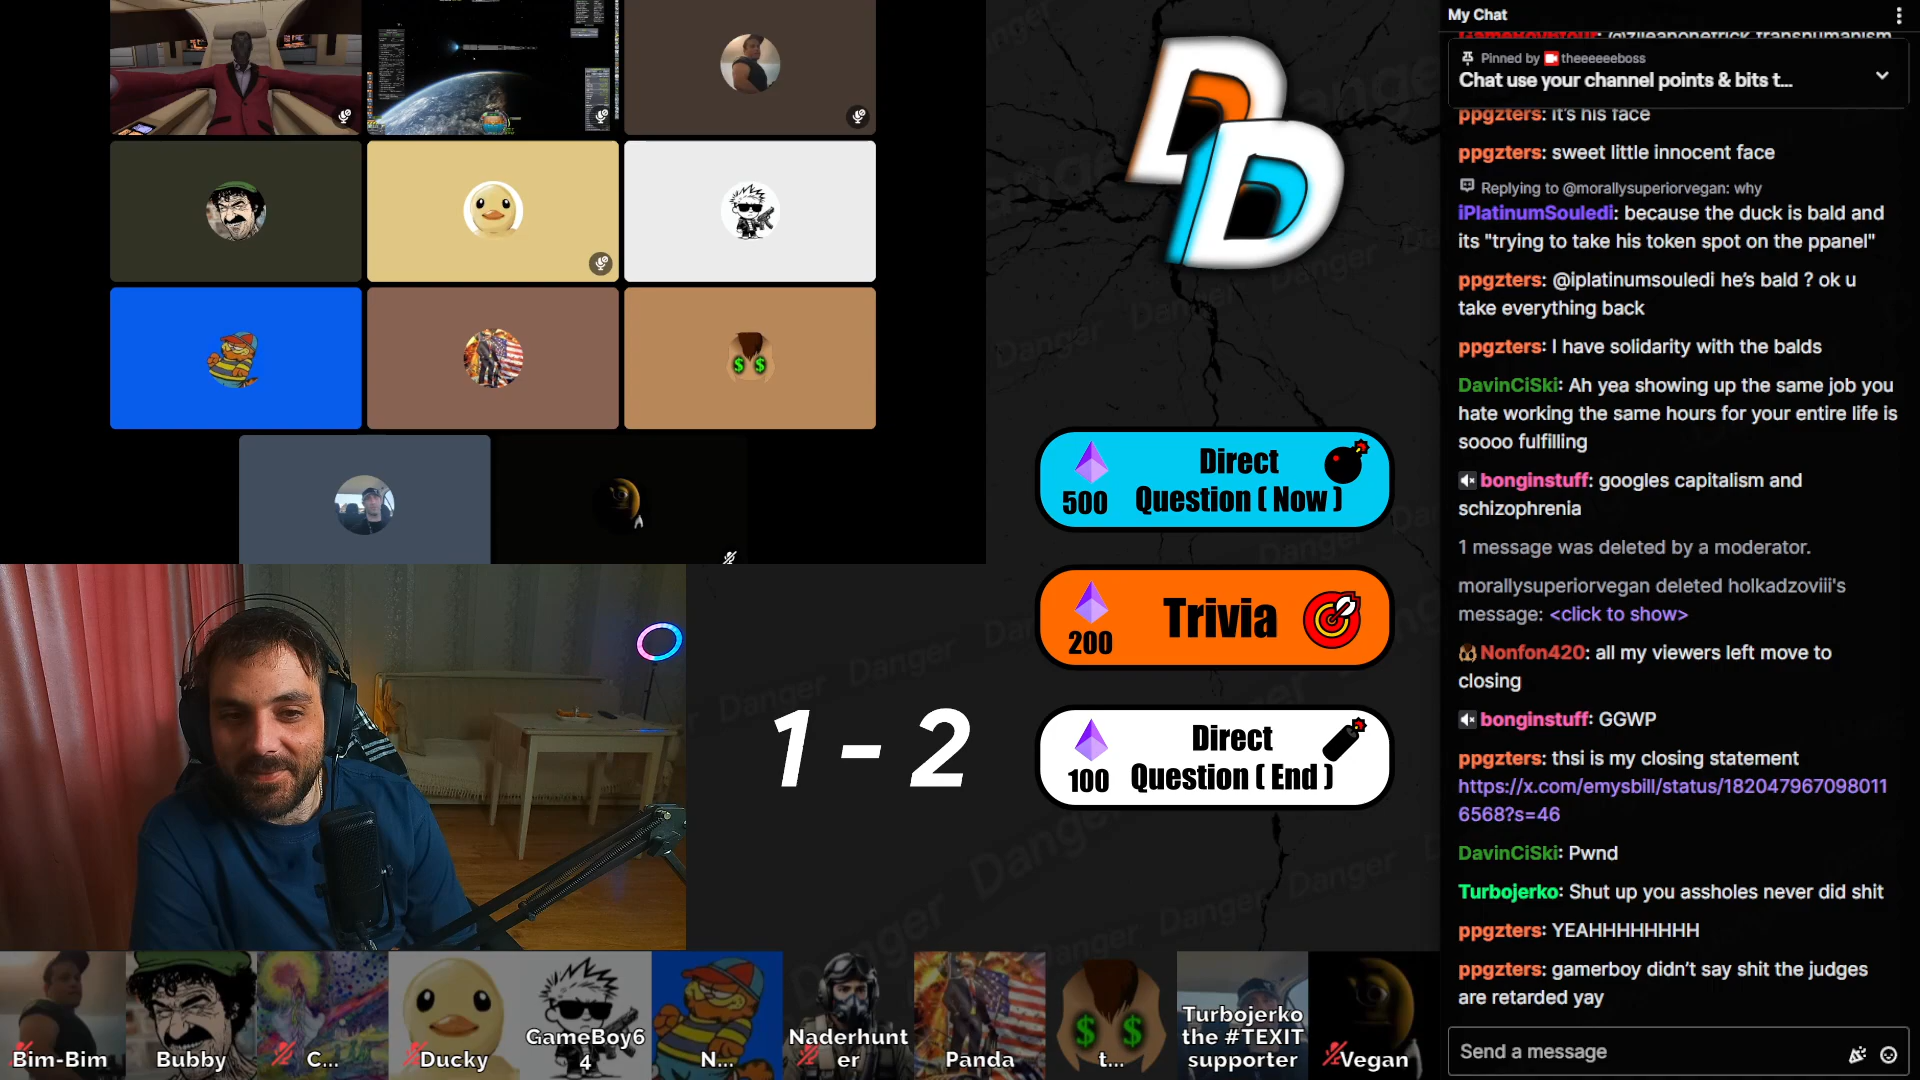 DD
500
Direct
Question ( Now )
200
Trivia
100
Direct
Question ( End )
1 - 2
Bim-Bim
Bubby
C...
Ducky
GameBoy6
4
N...
Naderhunt
er
Panda
t...
Turbojerko
the #TEXIT
supporter
Vegan
My Chat
Pinned by theeeeeeboss
Chat use your channel points & bits t...
ppgzters: it's his face
ppgzters: sweet little innocent face
Replying to @morallysuperiorvegan: why
iPlatinumSouledi: because the duck is bald and
its "trying to take his token spot on the ppanel"
ppgzters: @iplatinumsouledi he's bald ? ok u
take everything back
ppgzters: I have solidarity with the balds
DavinCiSki: Ah yea showing up the same job you
hate working the same hours for your entire life is
soooo fulfilling
bonginstuff: googles capitalism and
schizophrenia
1 message was deleted by a moderator.
morallysuperiorvegan deleted holkadzoviii's
message: <click to show>
Nonfon420: all my viewers left move to
closing
bonginstuff: GGWP
ppgzters: thsi is my closing statement
https://x.com/emysbill/status/182047967098011
6568?s=46
DavinCiSki: Pwnd
Turbojerko: Shut up you assholes never did shit
ppgzters: YEAHHHHHHHH
ppgzters: gamerboy didn't say shit the judges
are retarded yay
Send a message